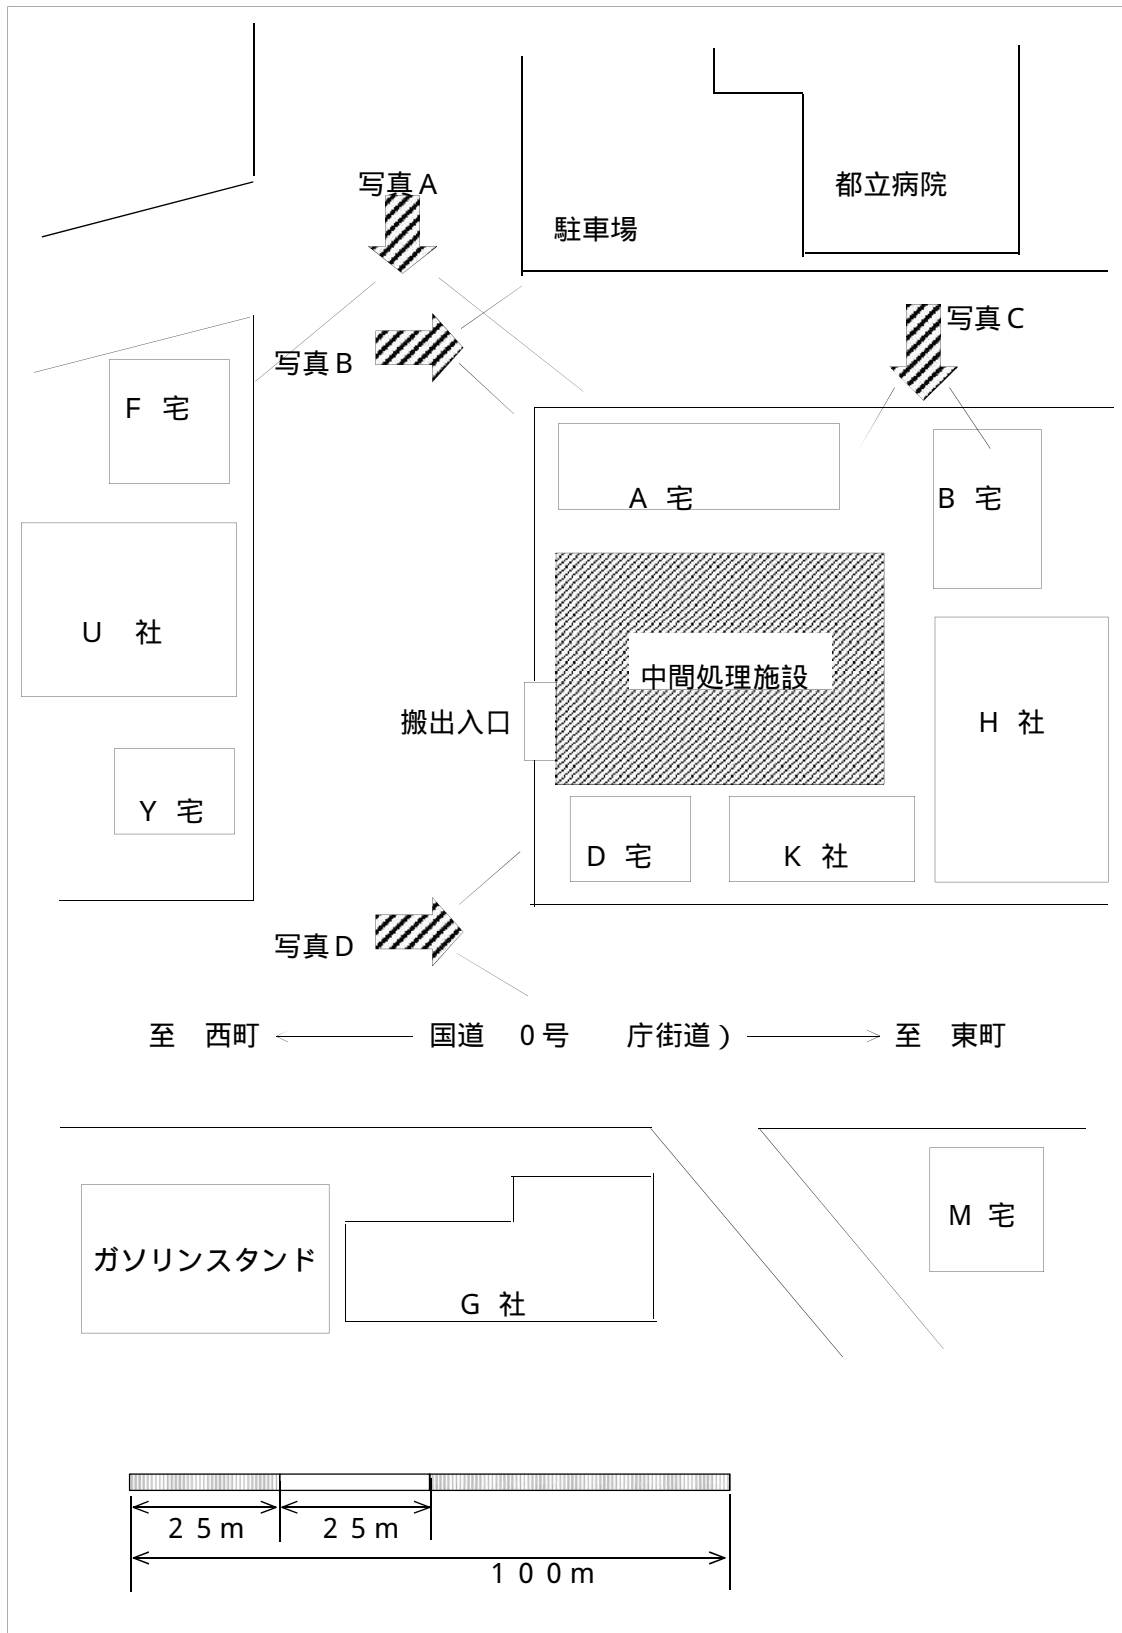 写真A
都立病院
駐車場
写真C
写真B
F 宅
A 宅
B 宅
U 社
中間処理施設
搬出入口
H 社
Y 宅
D 宅
K 社
写真D
至 西町
国道 0号 庁街道)
至 東町
M 宅
ガソリンスタンド
G 社
25m
25m
100m